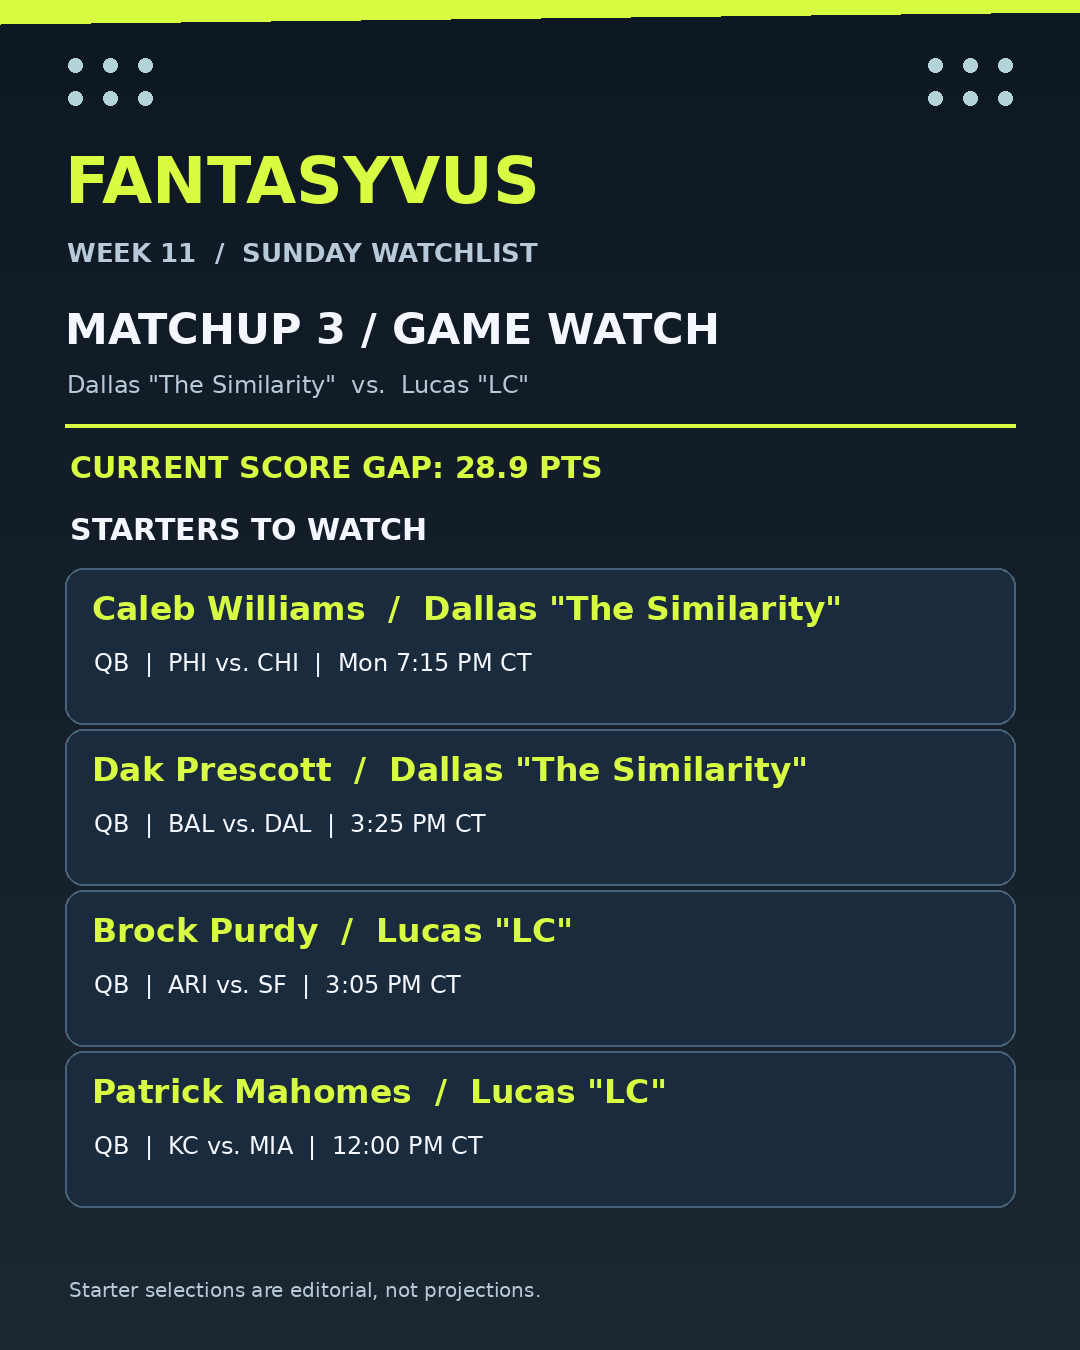 FANTASYVUS
WEEK 11 / SUNDAY WATCHLIST
MATCHUP 3 / GAME WATCH
Dallas "The Similarity" vs. Lucas "LC"
CURRENT SCORE GAP: 28.9 PTS
STARTERS TO WATCH
Caleb Williams / Dallas "The Similarity"
QB | PHI vs. CHI | Mon 7:15 PM CT
Dak Prescott / Dallas "The Similarity"
QB | BAL vs. DAL | 3:25 PM CT
Brock Purdy / Lucas "LC"
QB | ARI vs. SF | 3:05 PM CT
Patrick Mahomes / Lucas "LC"
QB | KC vs. MIA | 12:00 PM CT
Starter selections are editorial, not projections.